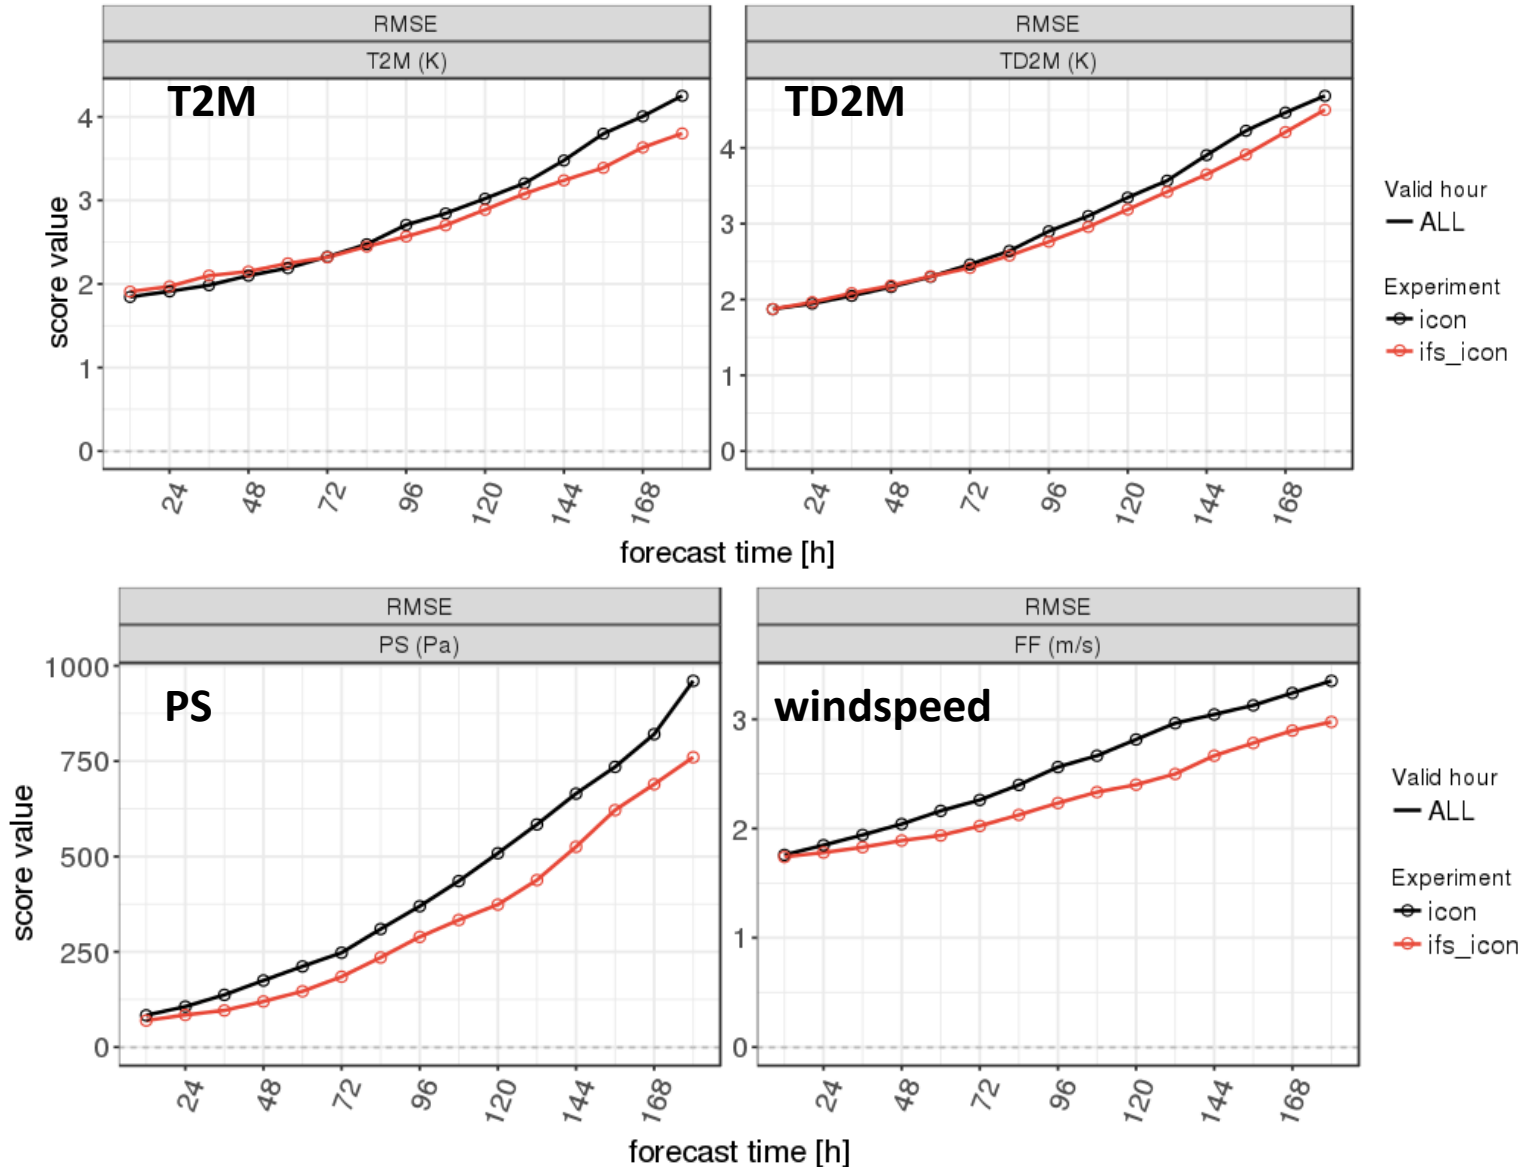 RMSE
RMSE
T2M (K)
TD2M (K)
T2M
TD2M
score value
4
3
2
1
0
4
3
2
1
0
24
48
72
96
120
144
168
24
48
72
96
120
144
168
forecast time [h]
Valid hour
ALL
Experiment
icon
ifs_icon
RMSE
RMSE
PS (Pa)
FF (m/s)
PS
windspeed
score value
1000
750
500
250
0
3
2
1
0
24
48
72
96
120
144
168
24
48
72
96
120
144
168
forecast time [h]
Valid hour
ALL
Experiment
icon
ifs_icon